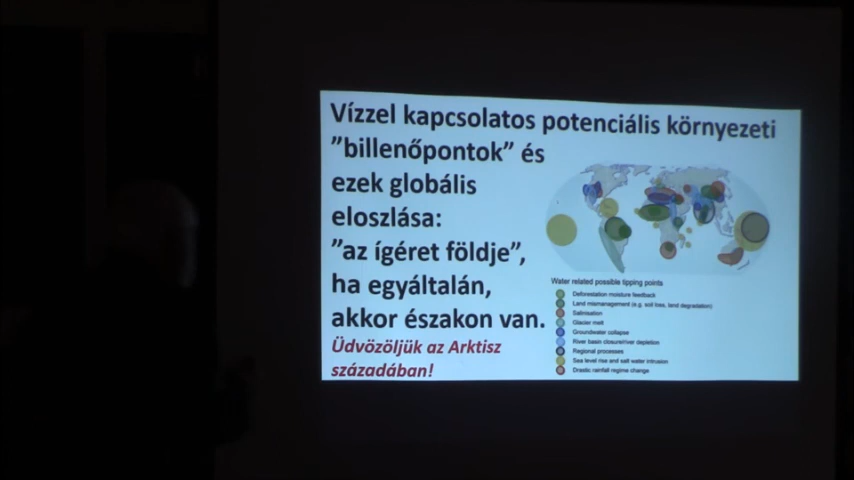 Vízzel kapcsolatos potenciális környezeti
”billenőpontok” és
ezek globális
eloszlása:
”az ígéret földje”,
ha egyáltalán,
akkor északon van.
Üdvözöljük az Arktisz
századában!
Water related possible tipping points
Deforestation moisture feedback
Land mismanagement (e.g. soil loss, land degradation)
Salinisation
Glacier melt
Groundwater collapse
River basin closure/river depletion
Regional processes
Sea level rise and salt water intrusion
Drastic rainfall regime change